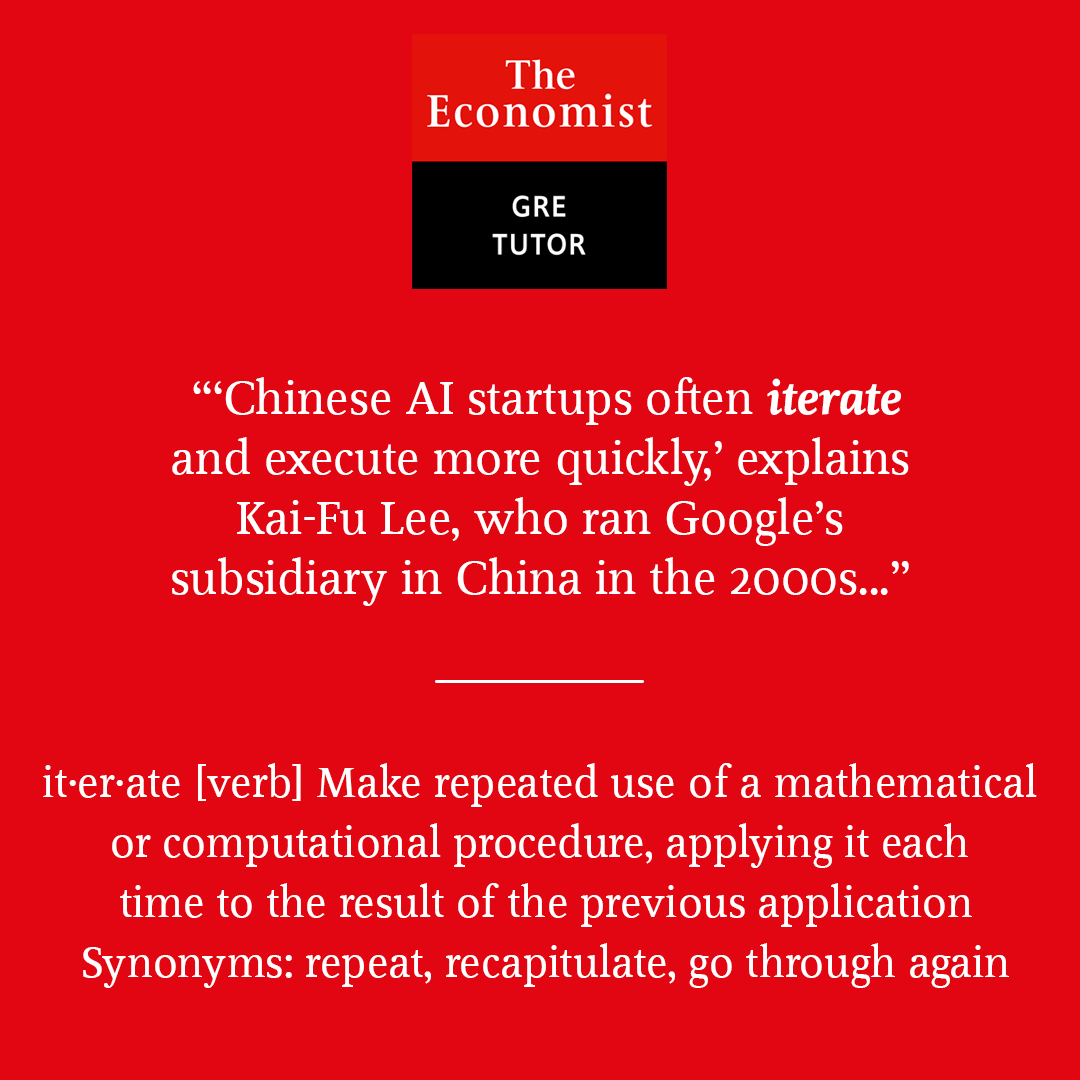 The
Economist
GRE
TUTOR
“‘Chinese AI startups often iterate
and execute more quickly,’ explains
Kai-Fu Lee, who ran Google’s
subsidiary in China in the 2000s...”
it·er·ate [verb] Make repeated use of a mathematical
or computational procedure, applying it each
time to the result of the previous application
Synonyms: repeat, recapitulate, go through again